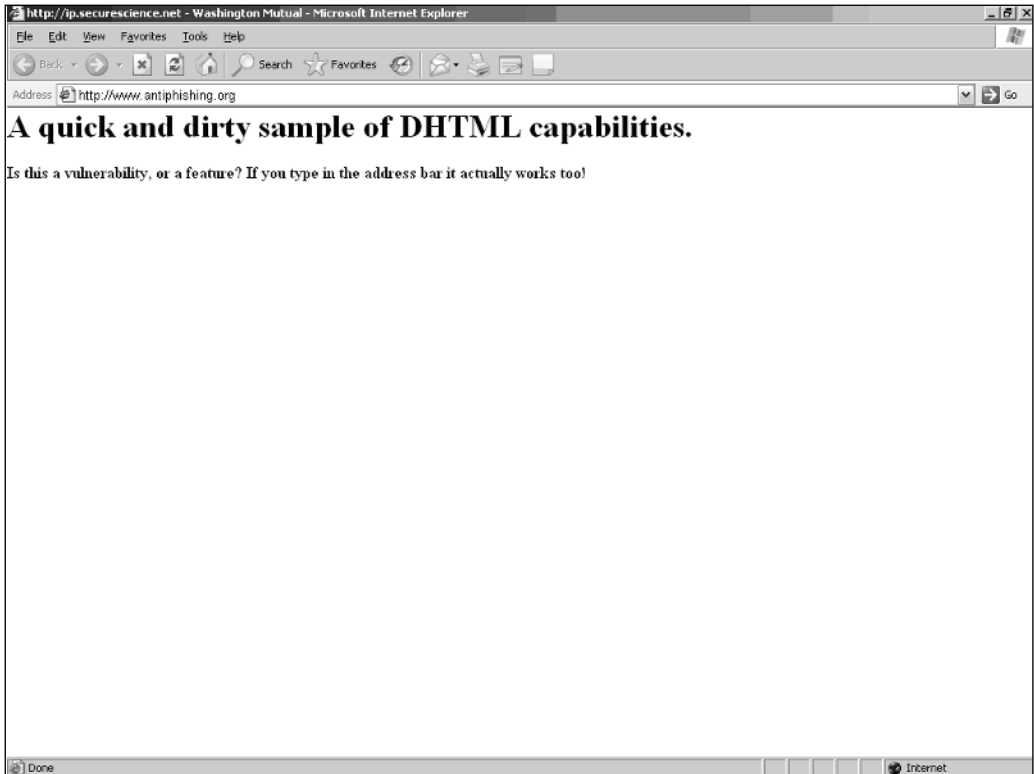 http://ip.securescience.net - Washington Mutual - Microsoft Internet Explorer
File Edit View Favorites Tools Help
Back Search Favorites
Address http://www.antiphishing.org Go
A quick and dirty sample of DHTML capabilities.
Is this a vulnerability, or a feature? If you type in the address bar it actually works too!
Done Internet